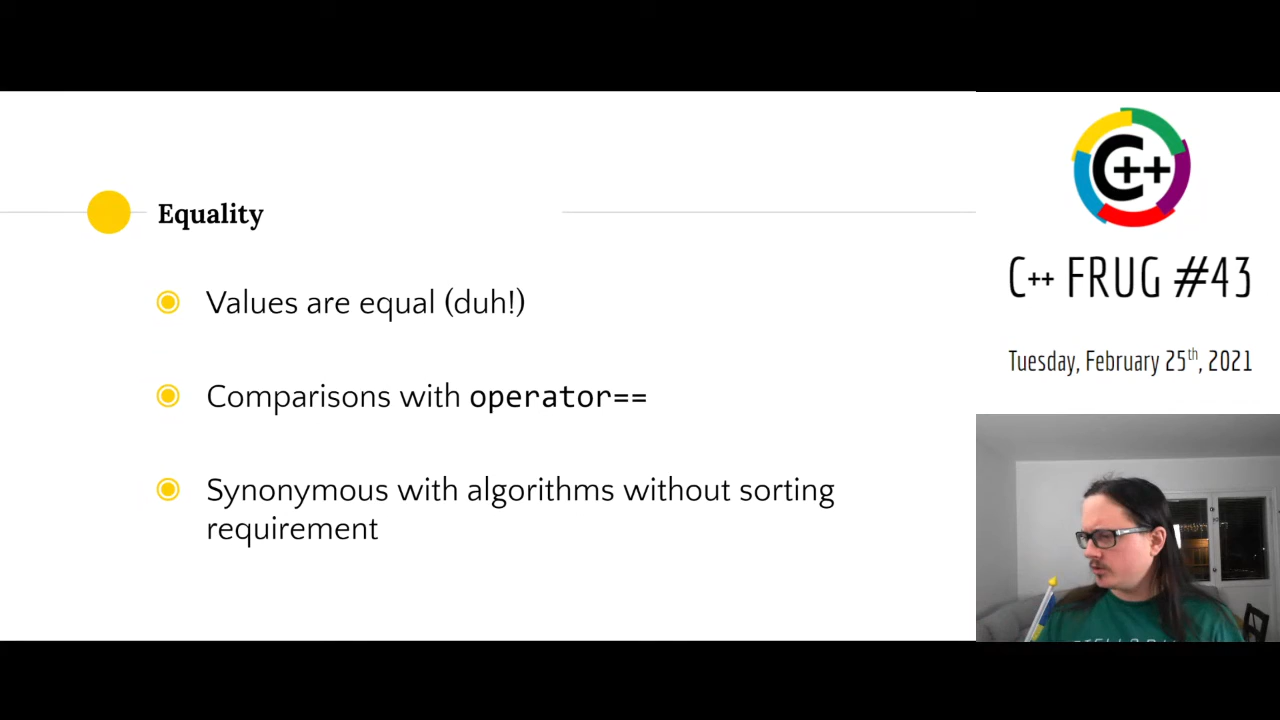 Equality
Values are equal (duh!)
Comparisons with operator==
Synonymous with algorithms without sorting
requirement
C++
C++ FRUG #43
Tuesday, February 25th, 2021